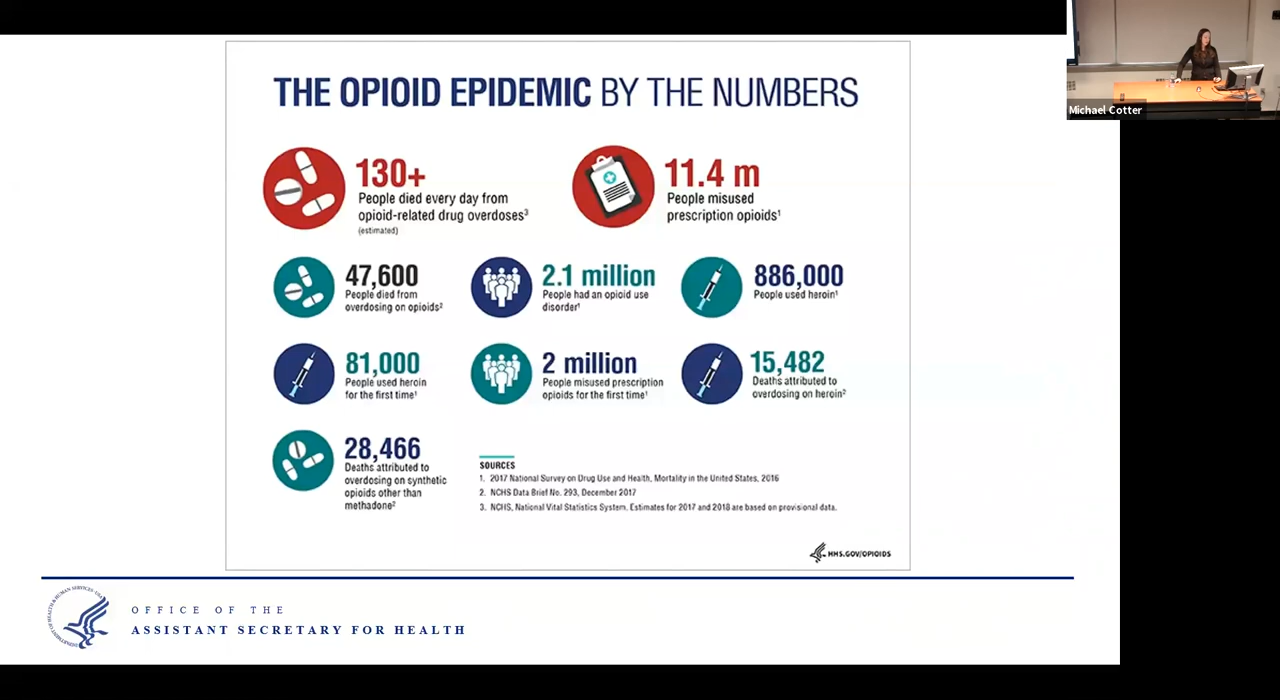 THE OPIOID EPIDEMIC BY THE NUMBERS
130+
People died every day from
opioid-related drug overdoses³
(estimated)
11.4 m
People misused
prescription opioids¹
47,600
People died from
overdosing on opioids²
2.1 million
People had an opioid use
disorder¹
886,000
People used heroin¹
81,000
People used heroin
for the first time¹
2 million
People misused prescription
opioids for the first time¹
15,482
Deaths attributed to
overdosing on heroin²
28,466
Deaths attributed to
overdosing on synthetic
opioids other than
methadone²
SOURCES
1. 2017 National Survey on Drug Use and Health, Mortality in the United States, 2016
2. NCHS Data Brief No. 293, December 2017
3. NCHS, National Vital Statistics System. Estimates for 2017 and 2018 are based on provisional data.
HHS.GOV/OPIOIDS
DEPARTMENT OF HEALTH & HUMAN SERVICES · USA
OFFICE OF THE
ASSISTANT SECRETARY FOR HEALTH
Michael Cotter